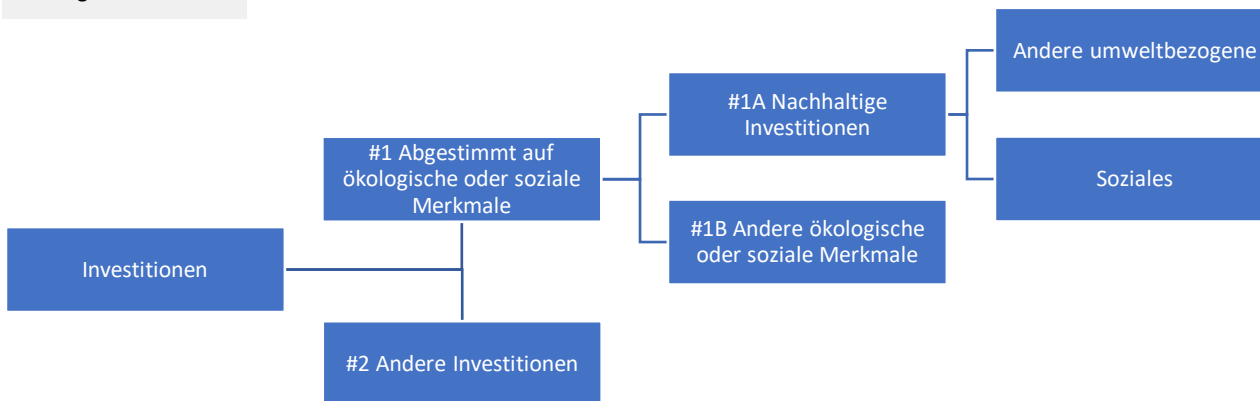 Andere umweltbezogene
#1A Nachhaltige
Investitionen
#1 Abgestimmt auf
ökologische oder soziale
Merkmale
Soziales
#1B Andere ökologische
oder soziale Merkmale
Investitionen
#2 Andere Investitionen